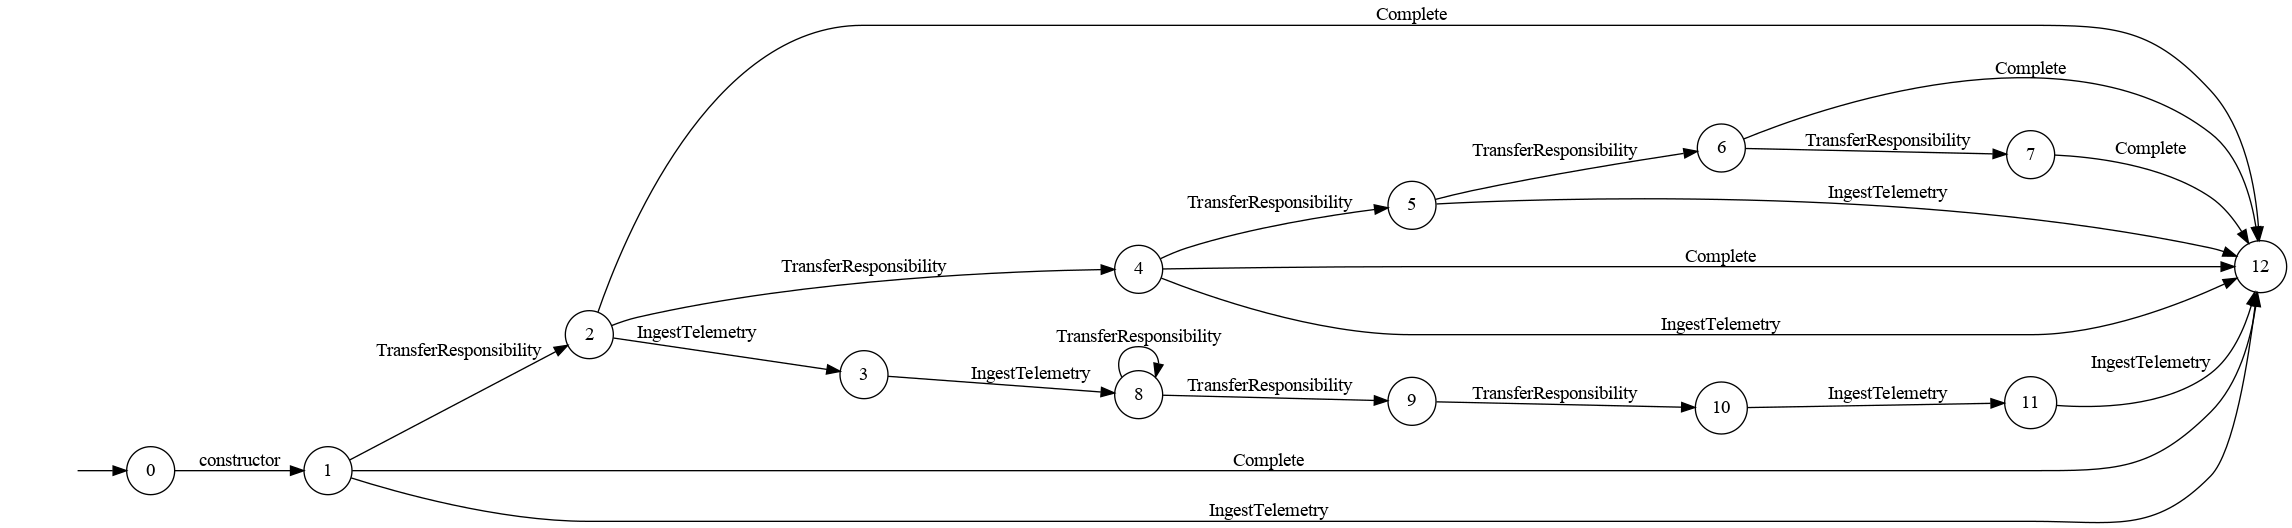 Complete
Complete
TransferResponsibility
6
TransferResponsibility
7
Complete
TransferResponsibility
5
IngestTelemetry
TransferResponsibility
4
Complete
12
IngestTelemetry
TransferResponsibility
2
IngestTelemetry
3
IngestTelemetry
TransferResponsibility
8
TransferResponsibility
9
TransferResponsibility
10
IngestTelemetry
11
IngestTelemetry
0
constructor
1
Complete
IngestTelemetry